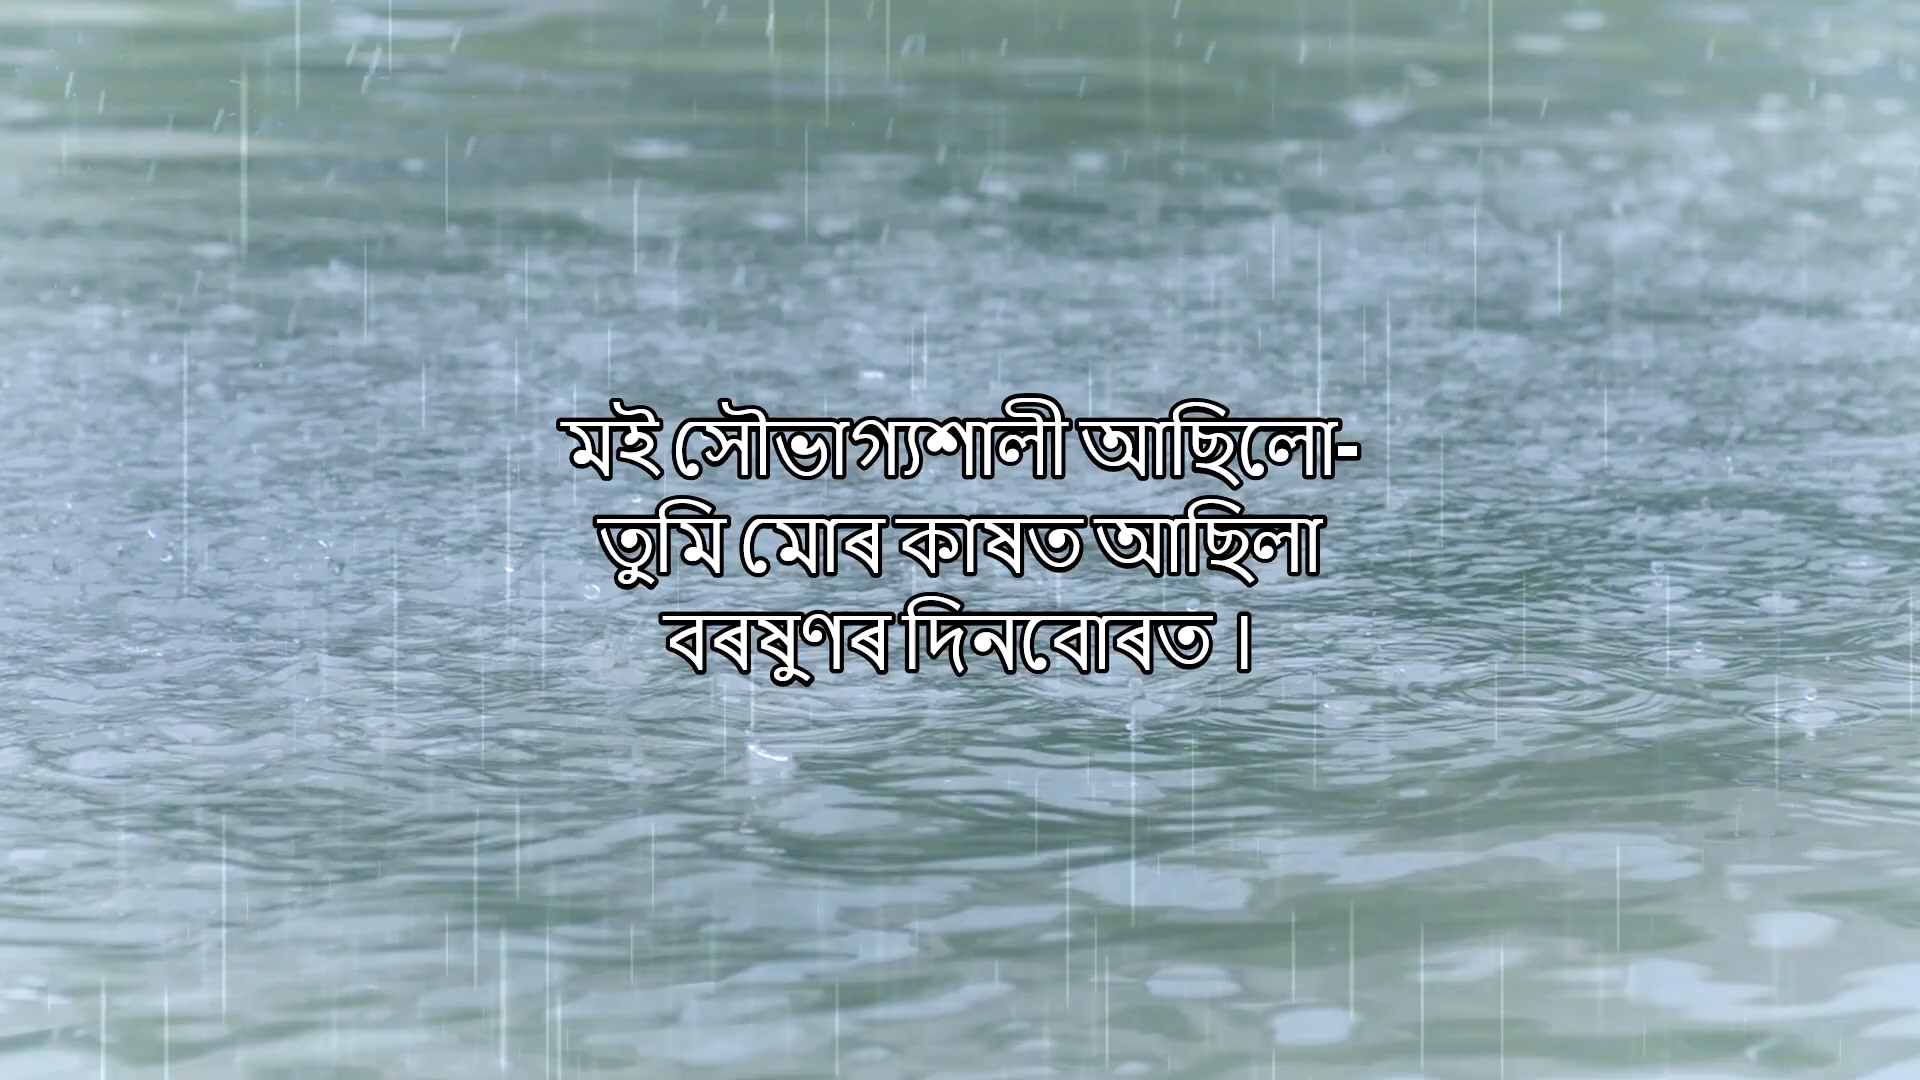 মই সৌভাগ্যশালী আছিলো-
তুমি মোৰ কাষত আছিলা
বৰষুণৰ দিনবোৰত ।